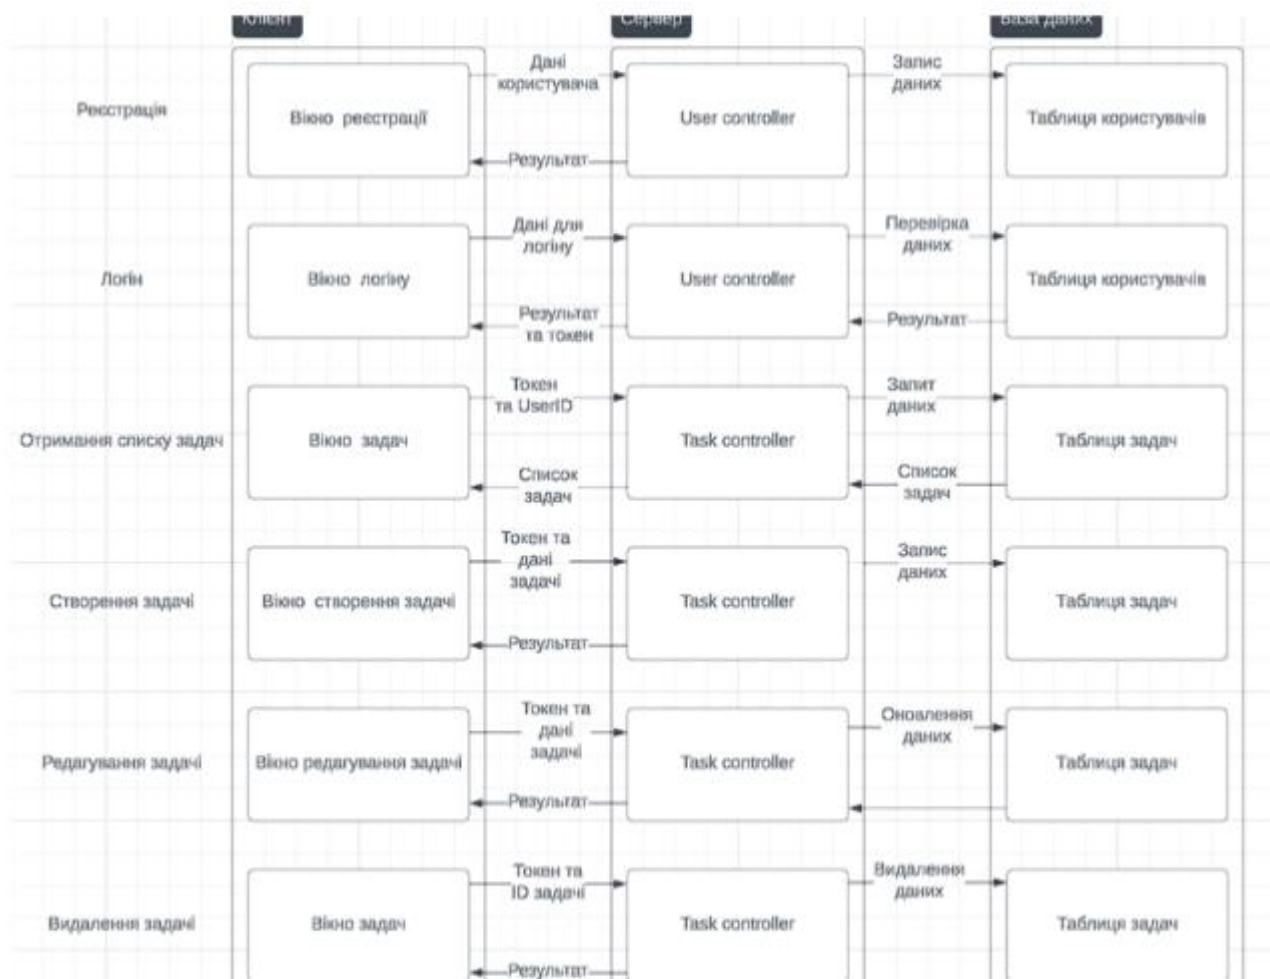 Клієнт
Сервер
База даних
Реєстрація
Вікно реєстрації
Дані
користувача
Результат
User controller
Запис
даних
Таблиця користувачів
Логін
Вікно логіну
Дані для
логіну
Результат
та токен
User controller
Перевірка
даних
Результат
Таблиця користувачів
Отримання списку задач
Вікно задач
Токен
та UserID
Список
задач
Task controller
Запит
даних
Список
задач
Таблиця задач
Створення задачі
Вікно створення задачі
Токен та
дані
задачі
Результат
Task controller
Запис
даних
Таблиця задач
Редагування задачі
Вікно редагування задачі
Токен та
дані
задачі
Результат
Task controller
Оновлення
даних
Таблиця задач
Видалення задачі
Вікно задач
Токен та
ID задачі
Результат
Task controller
Видалення
даних
Таблиця задач